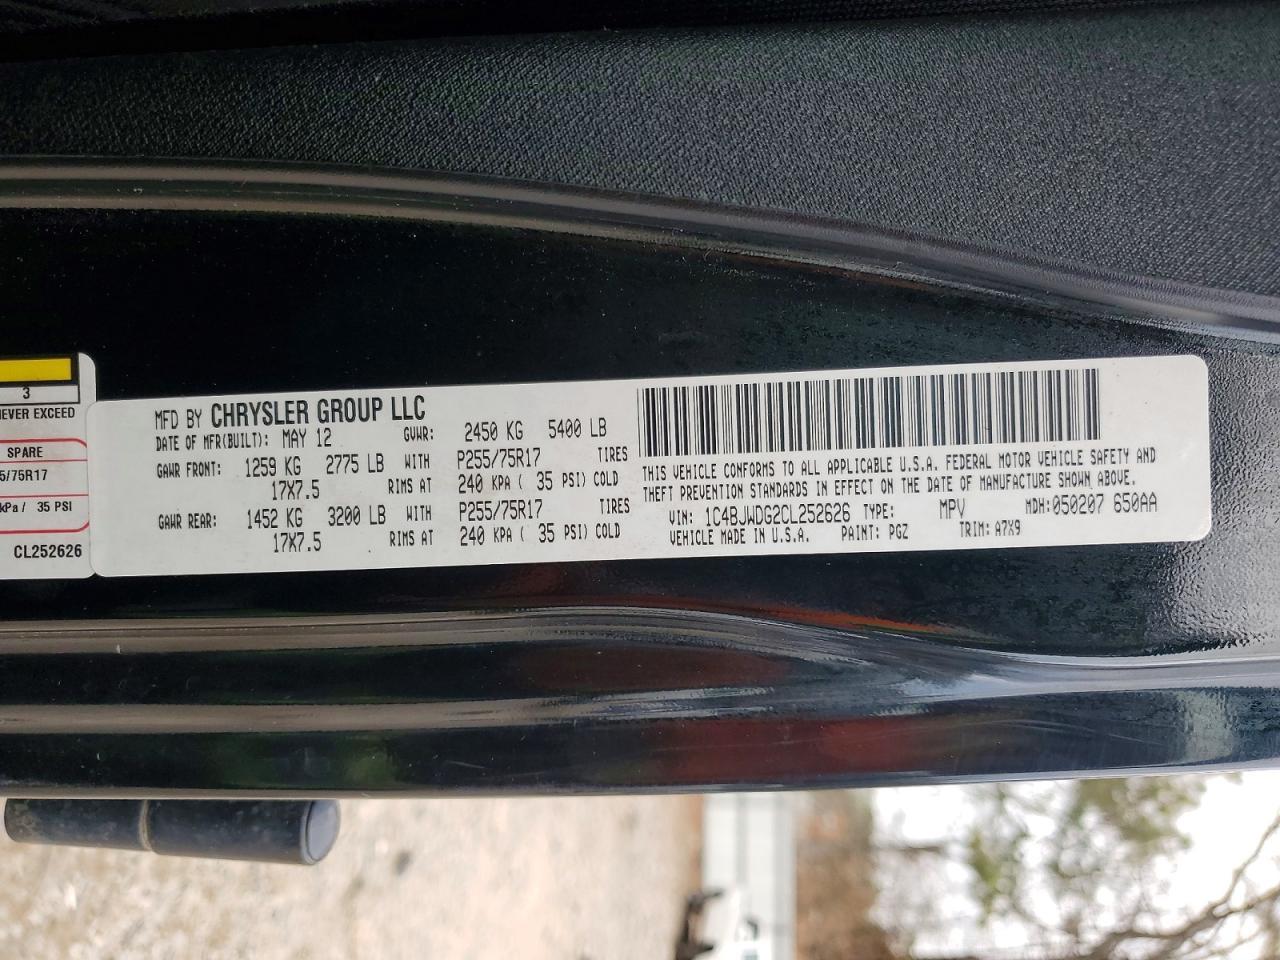 3
NEVER EXCEED
SPARE
5/75R17
kPa / 35 PSI
CL252626
MFD BY CHRYSLER GROUP LLC
DATE OF MFR(BUILT): MAY 12 GVWR: 2450 KG 5400 LB
GAWR FRONT: 1259 KG 2775 LB WITH P255/75R17 TIRES
17X7.5 RIMS AT 240 KPA ( 35 PSI) COLD
GAWR REAR: 1452 KG 3200 LB WITH P255/75R17 TIRES
17X7.5 RIMS AT 240 KPA ( 35 PSI) COLD
THIS VEHICLE CONFORMS TO ALL APPLICABLE U.S.A. FEDERAL MOTOR VEHICLE SAFETY AND
THEFT PREVENTION STANDARDS IN EFFECT ON THE DATE OF MANUFACTURE SHOWN ABOVE.
VIN: 1C4BJWDG2CL252626 TYPE: MPV MDH:050207 650AA
VEHICLE MADE IN U.S.A. PAINT: PGZ TRIM: A7X9